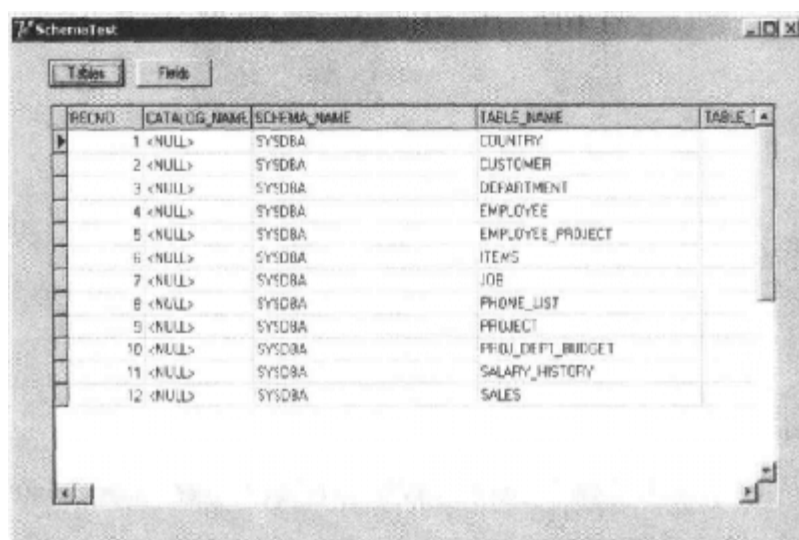 SchemaTest
Tables Fields
RECNO CATALOG_NAME SCHEMA_NAME TABLE_NAME TABLE_
1 <NULL> SYSDBA COUNTRY
2 <NULL> SYSDBA CUSTOMER
3 <NULL> SYSDBA DEPARTMENT
4 <NULL> SYSDBA EMPLOYEE
5 <NULL> SYSDBA EMPLOYEE_PROJECT
6 <NULL> SYSDBA ITEMS
7 <NULL> SYSDBA JOB
8 <NULL> SYSDBA PHONE_LIST
9 <NULL> SYSDBA PROJECT
10 <NULL> SYSDBA PROJ_DEPT_BUDGET
11 <NULL> SYSDBA SALARY_HISTORY
12 <NULL> SYSDBA SALES